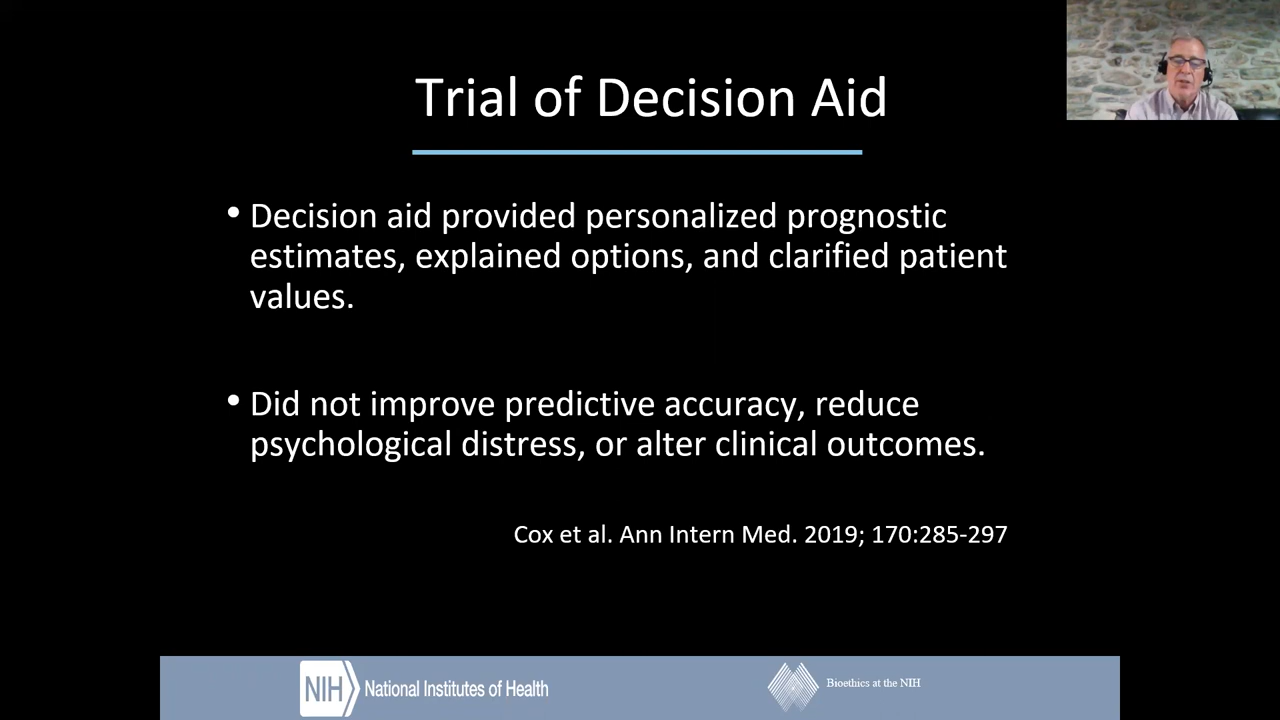 Trial of Decision Aid
• Decision aid provided personalized prognostic
estimates, explained options, and clarified patient
values.
• Did not improve predictive accuracy, reduce
psychological distress, or alter clinical outcomes.
Cox et al. Ann Intern Med. 2019; 170:285-297
NIH National Institutes of Health
Bioethics at the NIH